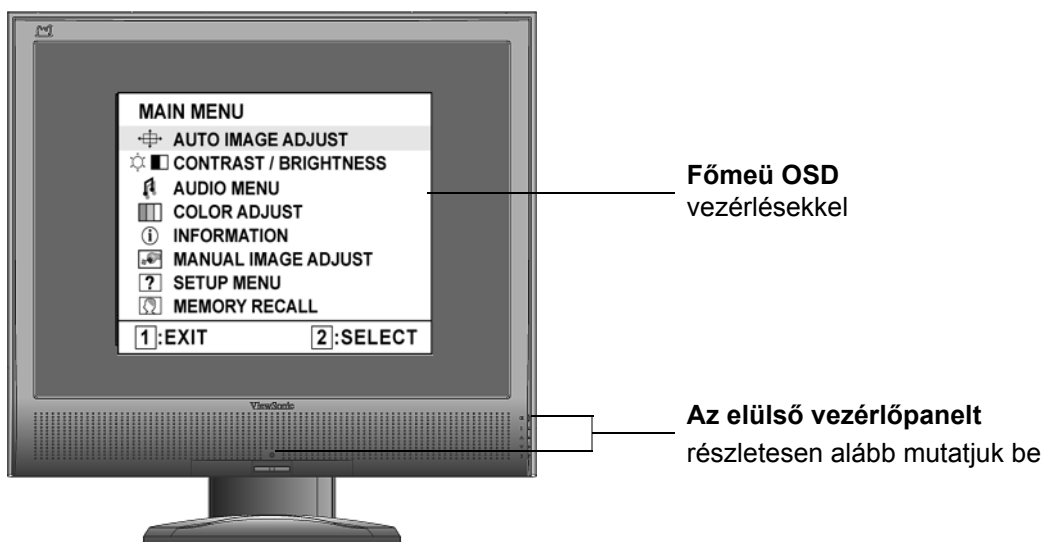 MAIN MENU
AUTO IMAGE ADJUST
CONTRAST / BRIGHTNESS
AUDIO MENU
COLOR ADJUST
INFORMATION
MANUAL IMAGE ADJUST
SETUP MENU
MEMORY RECALL
1:EXIT 2:SELECT
ViewSonic
Főmeü OSD
vezérlésekkel
Az elülső vezérlőpanelt
részletesen alább mutatjuk be